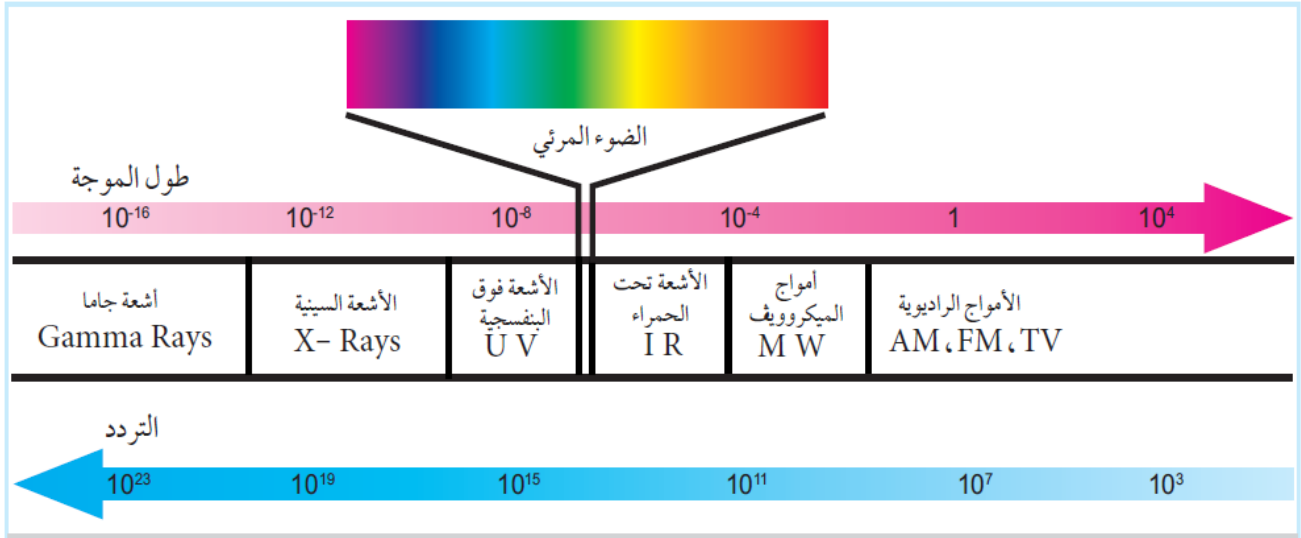 الضوء المرئي
طول الموجة
10-16 10-12 10-8 10-4 1 104
أشعة جاما
Gamma Rays
الأشعة السينية
X- Rays
الأشعة فوق
البنفسجية
U V
الأشعة تحت
الحمراء
I R
أمواج
الميكروويڤ
M W
الأمواج الراديوية
AM، FM، TV
التردد
1023 1019 1015 1011 107 103